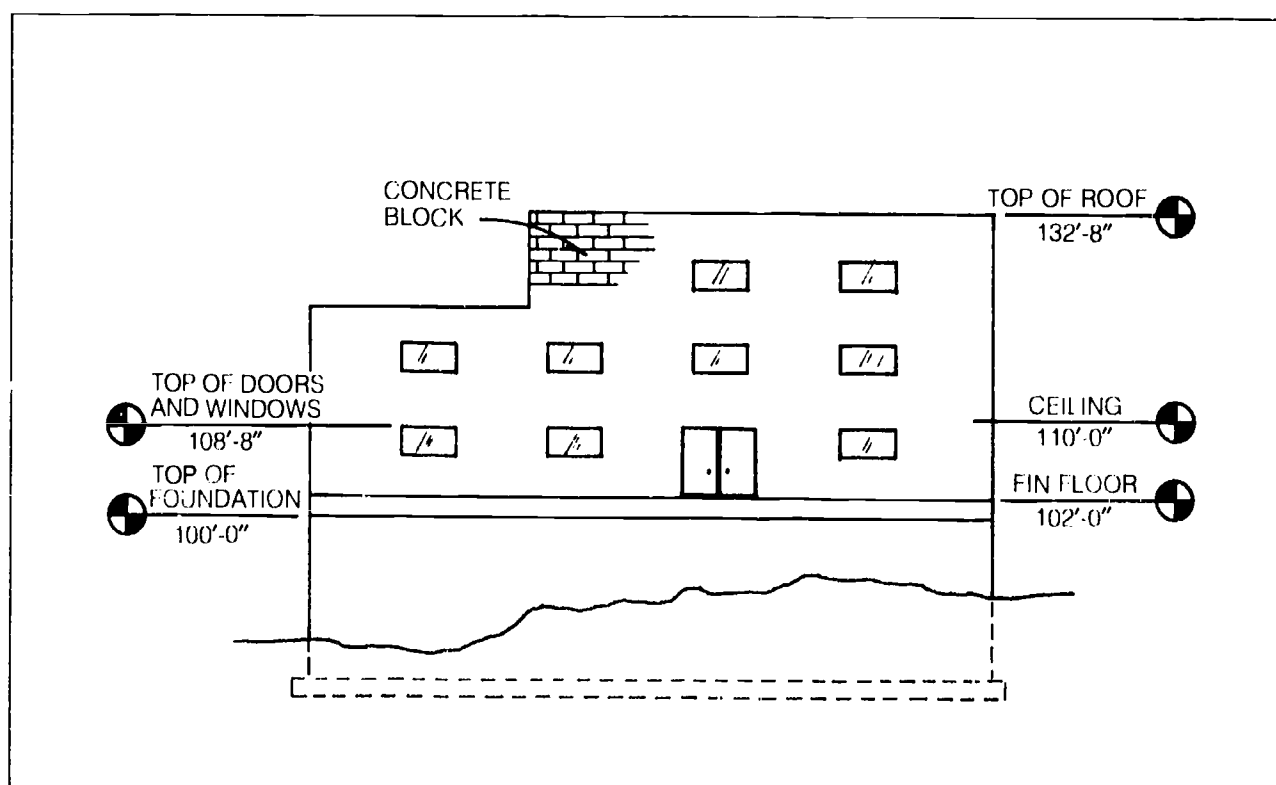 CONCRETE
BLOCK
TOP OF ROOF
132'-8"
TOP OF DOORS
AND WINDOWS
108'-8"
CEILING
110'-0"
TOP OF
FOUNDATION
100'-0"
FIN FLOOR
102'-0"